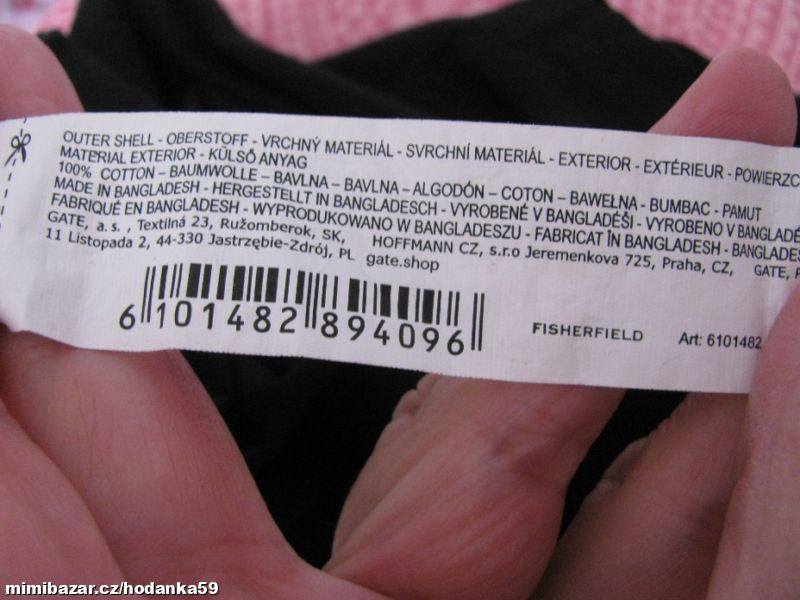 OUTER SHELL - OBERSTOFF - VRCHNÝ MATERIÁL - SVRCHNÍ MATERIÁL - EXTERIOR - EXTÉRIEUR - POWIERZC
MATERIAL EXTERIOR - KÜLSŐ ANYAG
100% COTTON – BAUMWOLLE – BAVLNA – BAVLNA – ALGODÓN – COTON – BAWEŁNA - BUMBAC - PAMUT
MADE IN BANGLADESH - HERGESTELLT IN BANGLADESCH - VYROBENÉ V BANGLADÉŠI - VYROBENO V BANGLADÉ
FABRIQUÉ EN BANGLADESH - WYPRODUKOWANO W BANGLADESZU - FABRICAT ÎN BANGLADESH - BANGLADES
GATE, a. s. , Textilná 23, Ružomberok, SK, HOFFMANN CZ, s.r.o Jeremenkova 725, Praha, CZ, GATE,
11 Listopada 2, 44-330 Jastrzębie-Zdrój, PL gate.shop
6 101482 894096
FISHERFIELD
Art: 6101482
mimibazar.cz/hodanka59